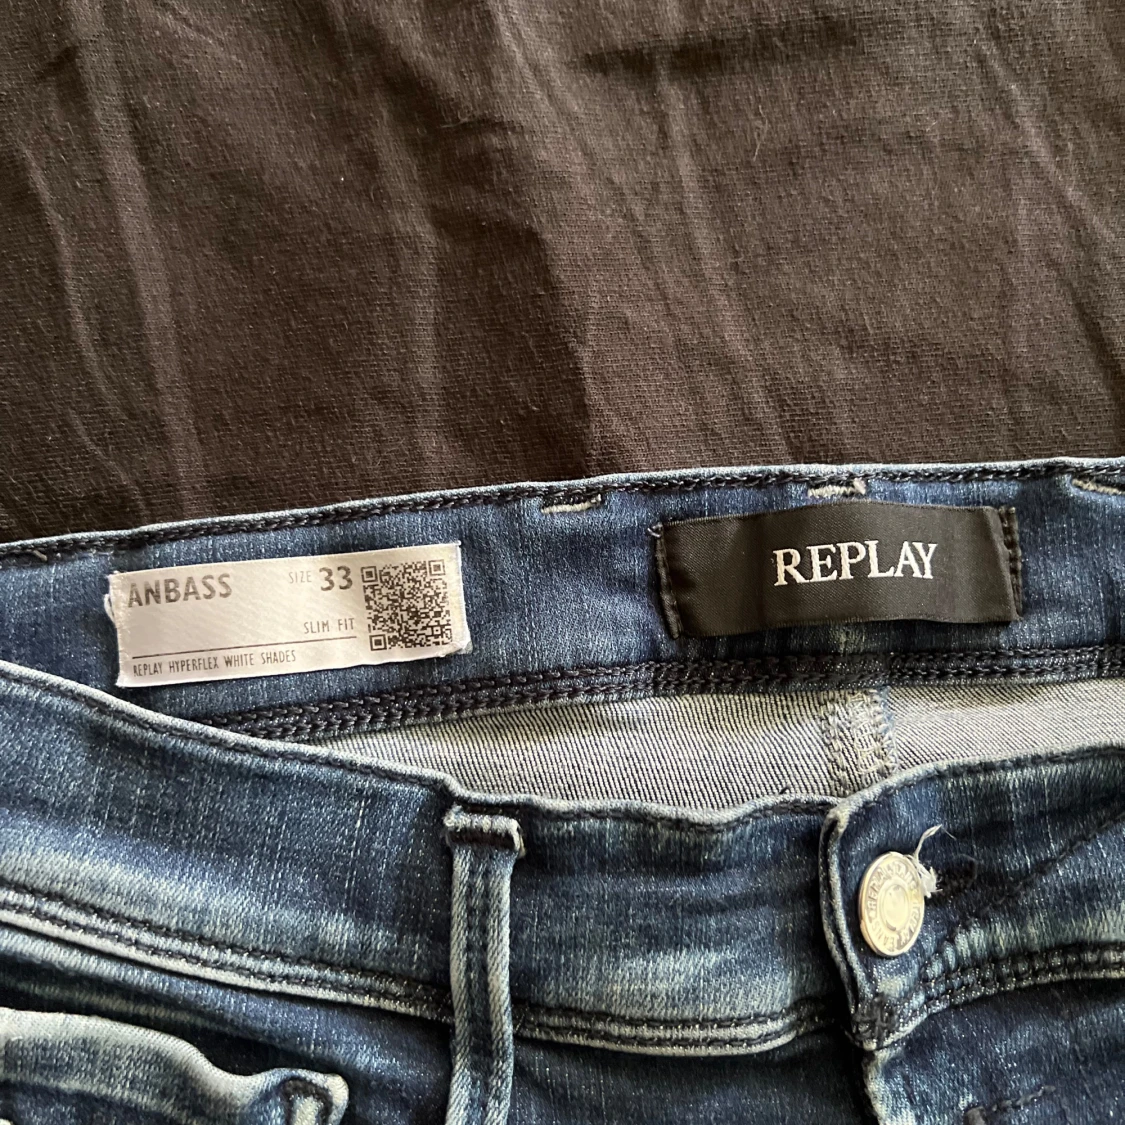 ANBASS SIZE 33
SLIM FIT
REPLAY HYPERFLEX WHITE SHADES
REPLAY